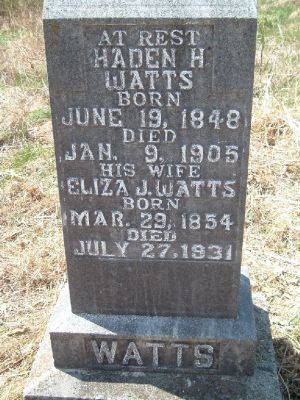 AT REST
HADEN H
WATTS
BORN
JUNE 19, 1848
DIED
JAN. 9, 1905
HIS WIFE
ELIZA J. WATTS
BORN
MAR. 29, 1854
DIED
JULY 27, 1931
WATTS